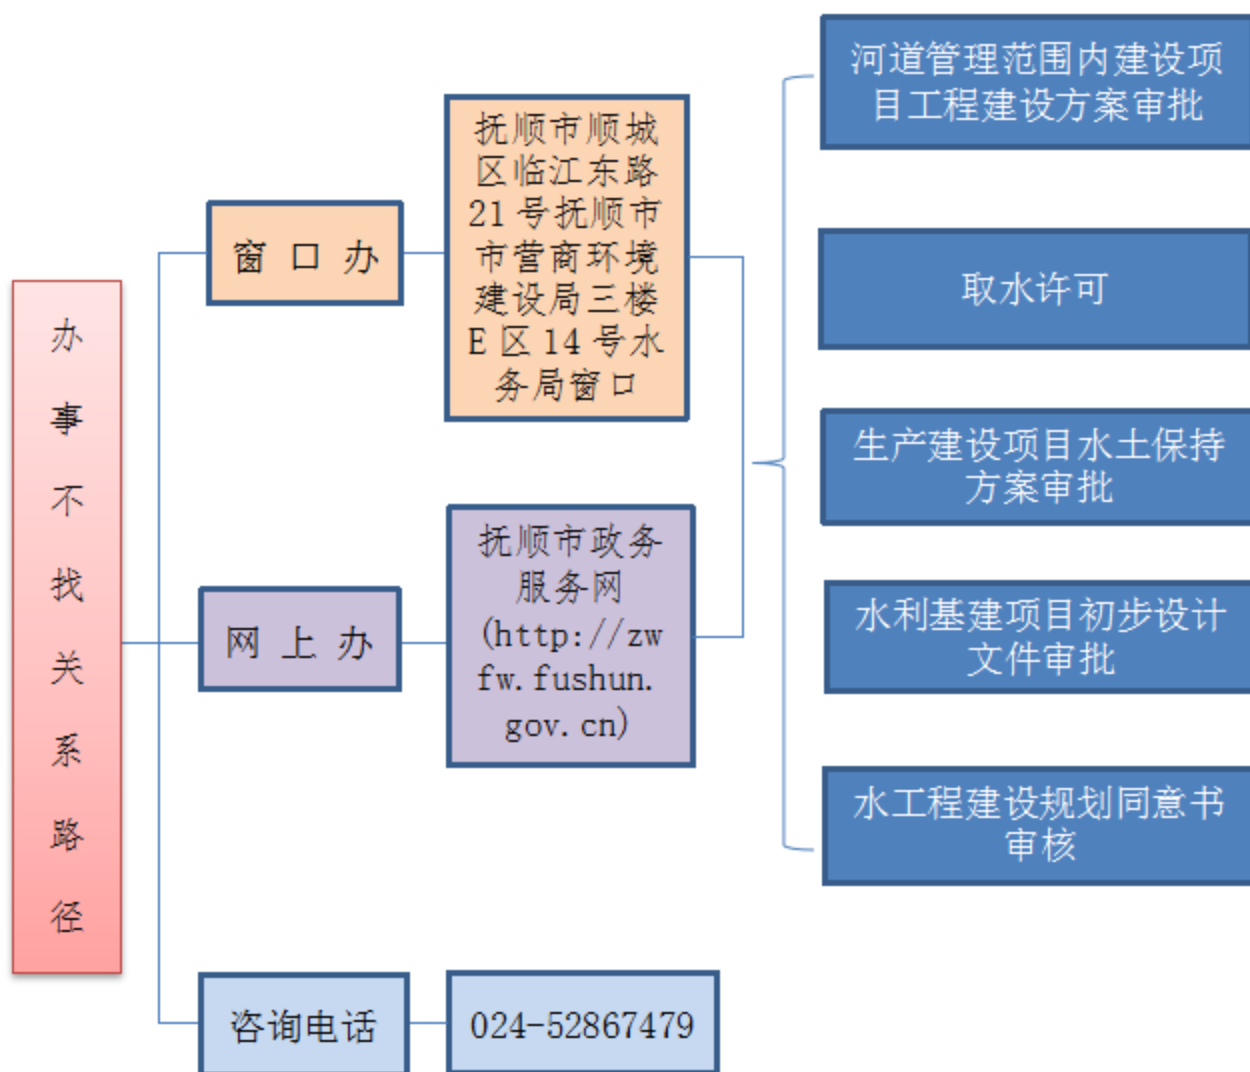 办
事
不
找
关
系
路
径
窗口办
抚顺市顺城
区临江东路
21号抚顺市
市营商环境
建设局三楼
E区14号水
务局窗口
网上办
抚顺市政务
服务网
(http://zw
fw.fushun.
gov.cn)
咨询电话
024-52867479
河道管理范围内建设项
目工程建设方案审批
取水许可
生产建设项目水土保持
方案审批
水利基建项目初步设计
文件审批
水工程建设规划同意书
审核